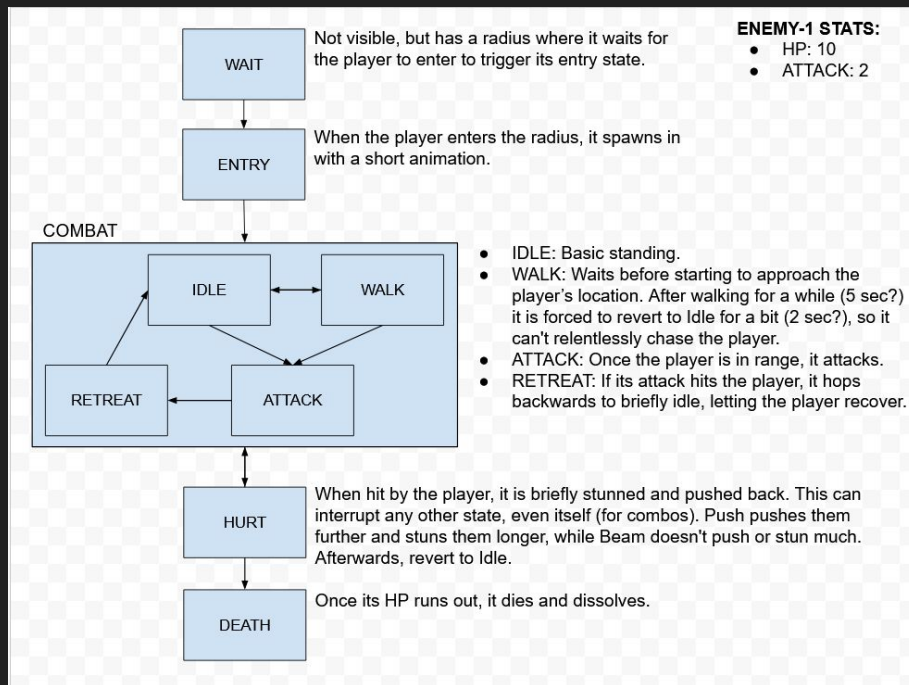 WAIT
Not visible, but has a radius where it waits for
the player to enter to trigger its entry state.
ENEMY-1 STATS:
● HP: 10
● ATTACK: 2
ENTRY
When the player enters the radius, it spawns in
with a short animation.
COMBAT
IDLE
WALK
RETREAT
ATTACK
● IDLE: Basic standing.
● WALK: Waits before starting to approach the
player's location. After walking for a while (5 sec?)
it is forced to revert to Idle for a bit (2 sec?), so it
can't relentlessly chase the player.
● ATTACK: Once the player is in range, it attacks.
● RETREAT: If its attack hits the player, it hops
backwards to briefly idle, letting the player recover.
HURT
When hit by the player, it is briefly stunned and pushed back. This can
interrupt any other state, even itself (for combos). Push pushes them
further and stuns them longer, while Beam doesn't push or stun much.
Afterwards, revert to Idle.
DEATH
Once its HP runs out, it dies and dissolves.